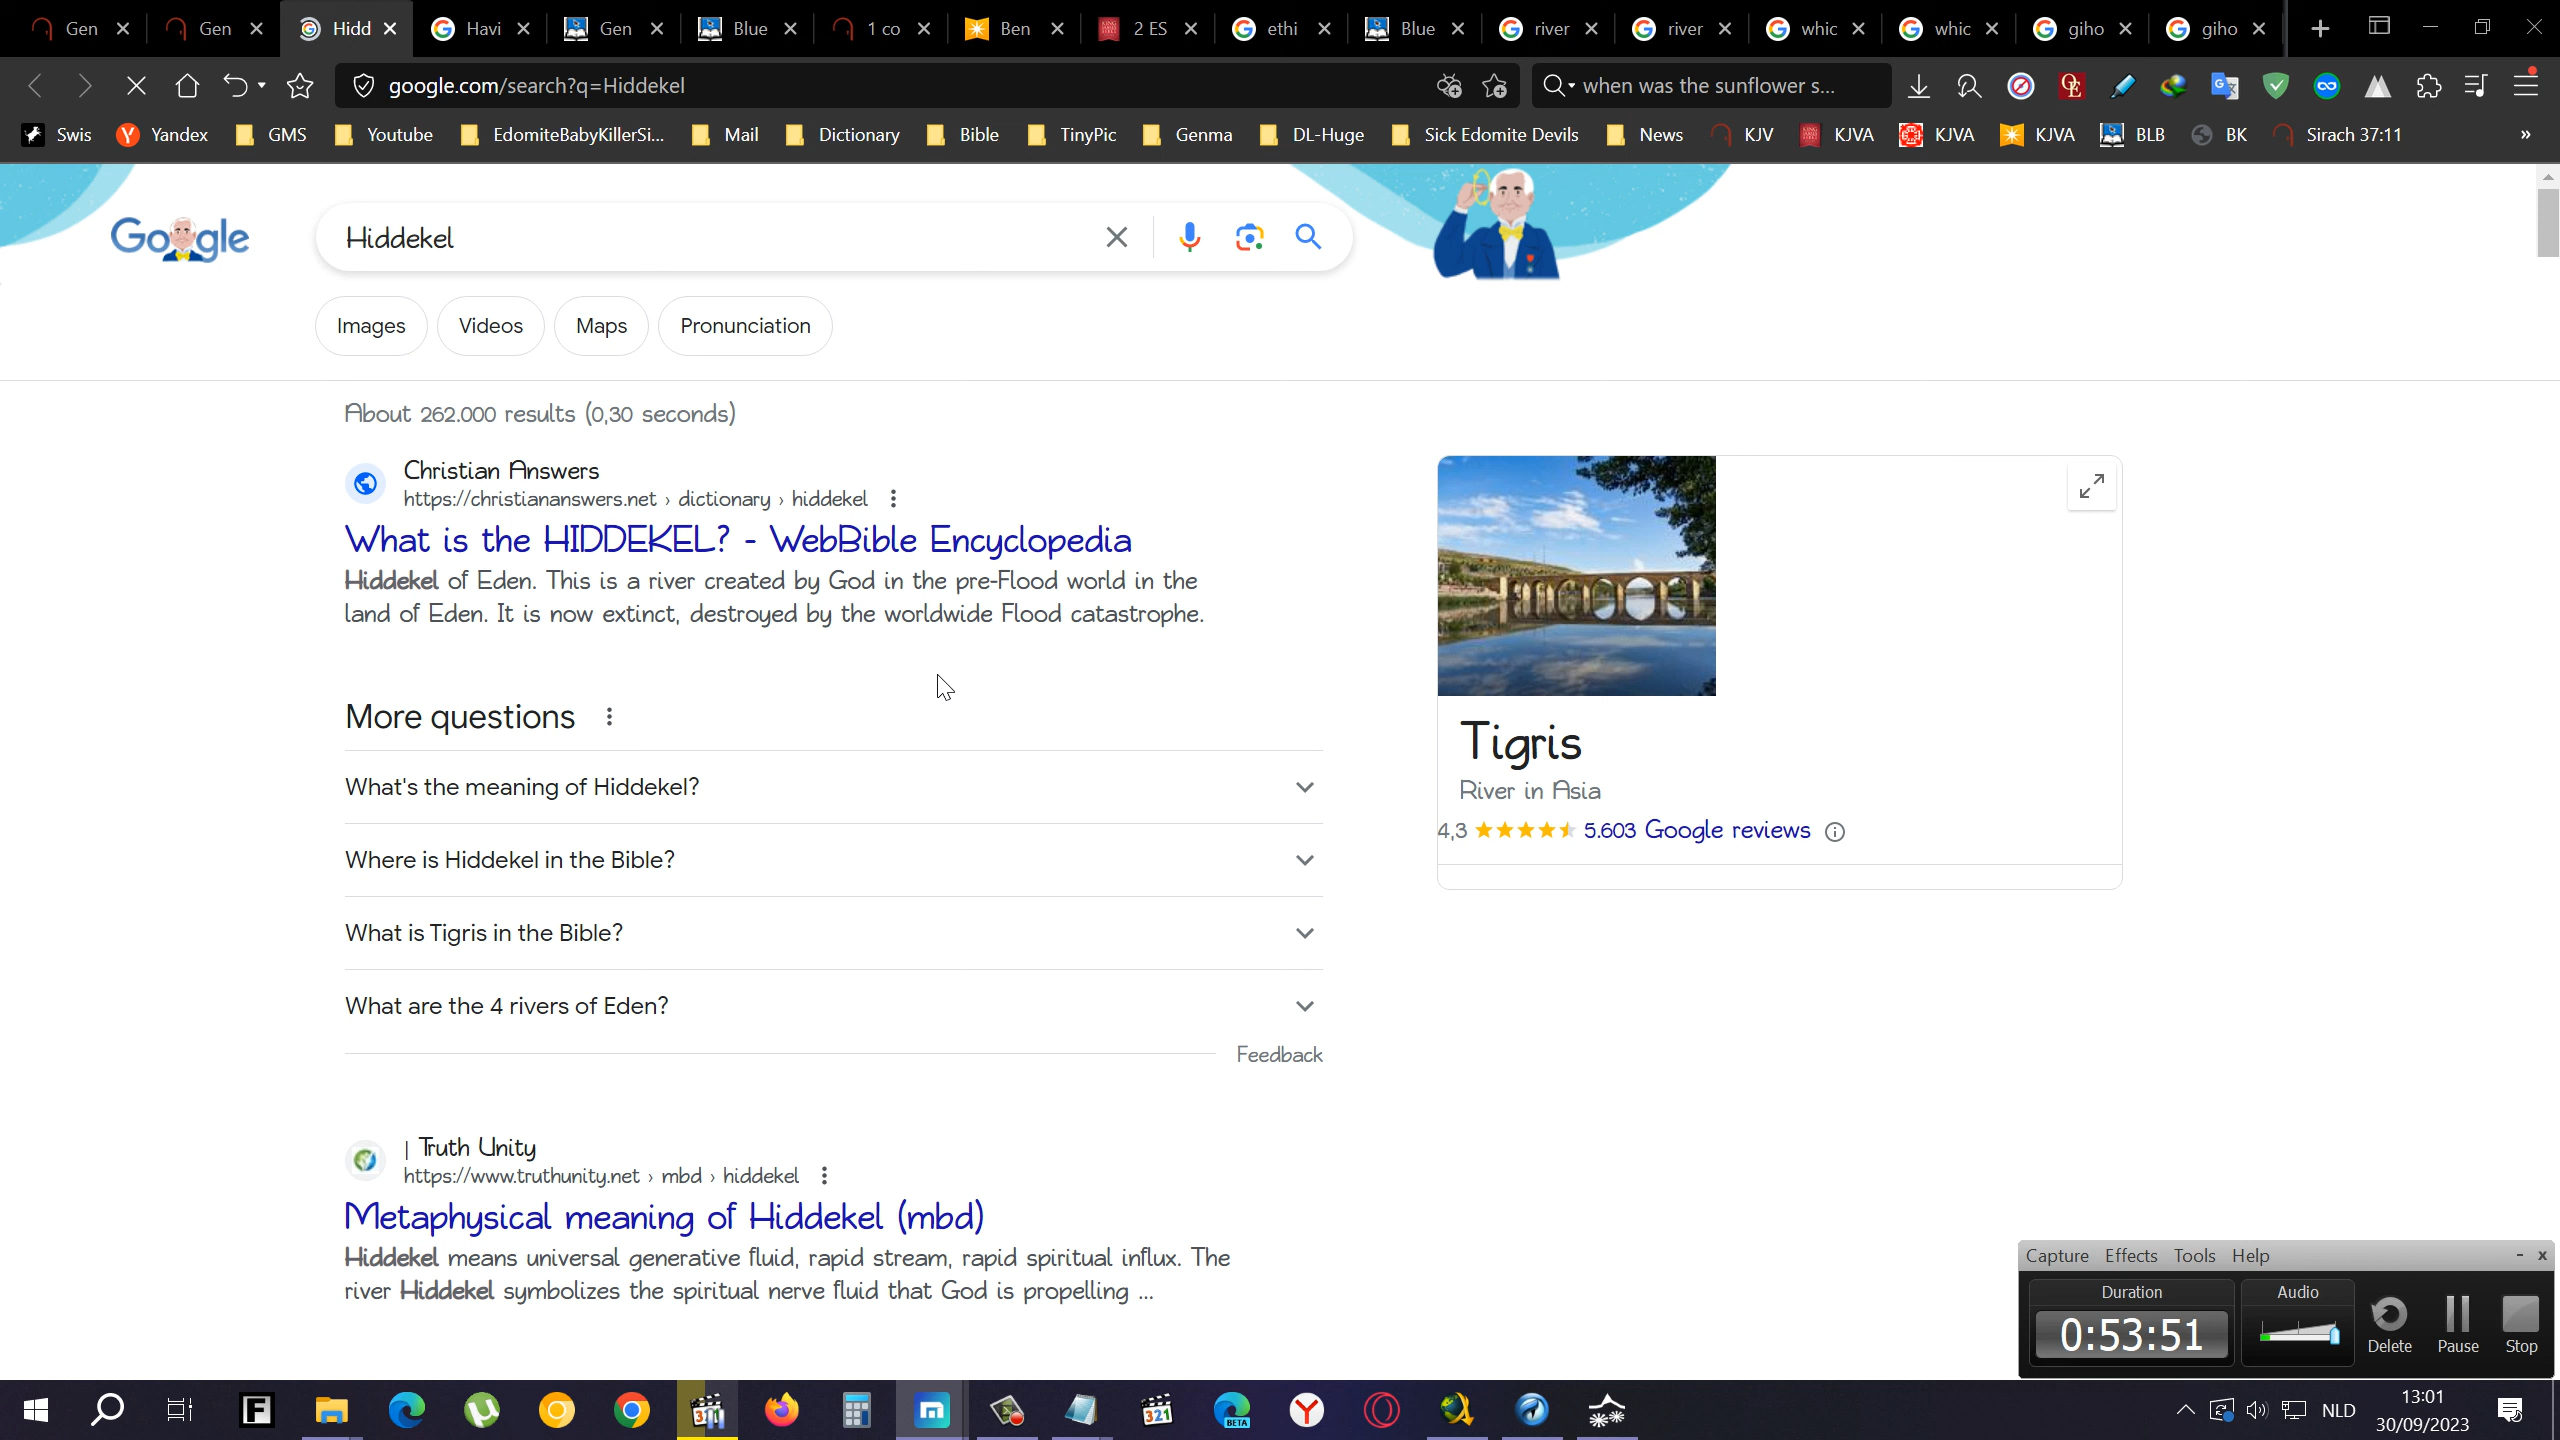 Gen
Gen
Hidd
Havi
Gen
Blue
1 co
Ben
2 ES
ethi
Blue
river
river
whic
whic
giho
giho
google.com/search?q=Hiddekel
when was the sunflower s...
Swis
Yandex
GMS
Youtube
EdomiteBabyKillerSi...
Mail
Dictionary
Bible
TinyPic
Genma
DL-Huge
Sick Edomite Devils
News
KJV
KJVA
KJVA
KJVA
BLB
BK
Sirach 37:11
»
Google
Hiddekel
Images
Videos
Maps
Pronunciation
About 262.000 results (0,30 seconds)
Christian Answers
https://christiananswers.net › dictionary › hiddekel
What is the HIDDEKEL? - WebBible Encyclopedia
Hiddekel of Eden. This is a river created by God in the pre-Flood world in the
land of Eden. It is now extinct, destroyed by the worldwide Flood catastrophe.
More questions
What's the meaning of Hiddekel?
Where is Hiddekel in the Bible?
What is Tigris in the Bible?
What are the 4 rivers of Eden?
Feedback
| Truth Unity
https://www.truthunity.net › mbd › hiddekel
Metaphysical meaning of Hiddekel (mbd)
Hiddekel means universal generative fluid, rapid stream, rapid spiritual influx. The
river Hiddekel symbolizes the spiritual nerve fluid that God is propelling ...
Tigris
River in Asia
4,3 5.603 Google reviews
Capture Effects Tools Help
Duration
0:53:51
Audio
Delete
Pause
Stop
321
BETA
NLD
13:01
30/09/2023